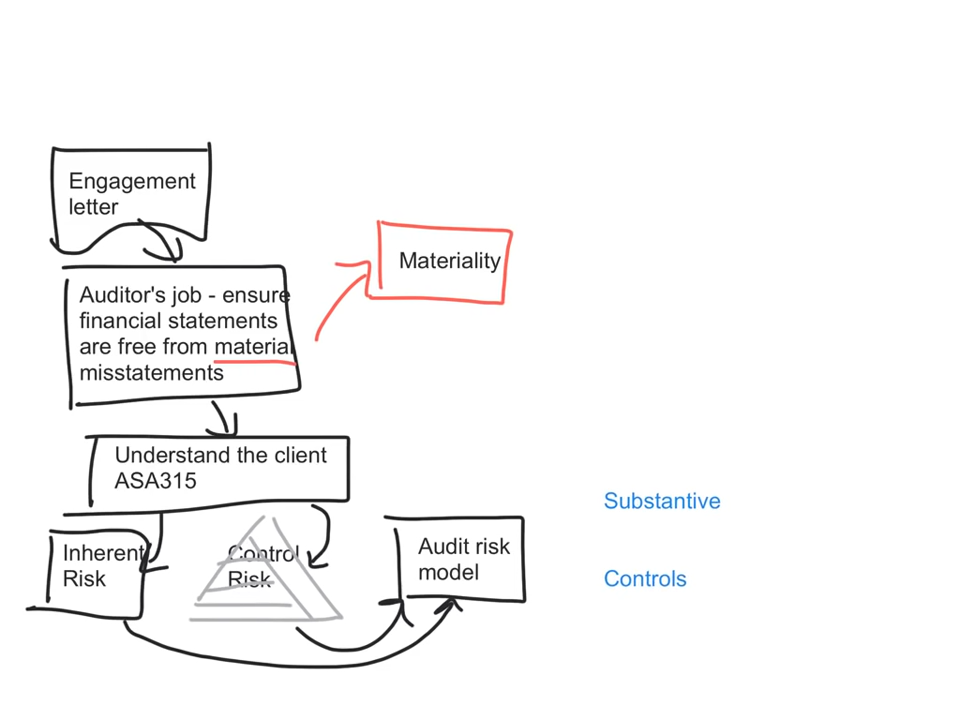 Engagement
letter
Materiality
Auditor's job - ensure
financial statements
are free from material
misstatements
Understand the client
ASA315
Substantive
Inherent
Risk
Control
Risk
Audit risk
model
Controls